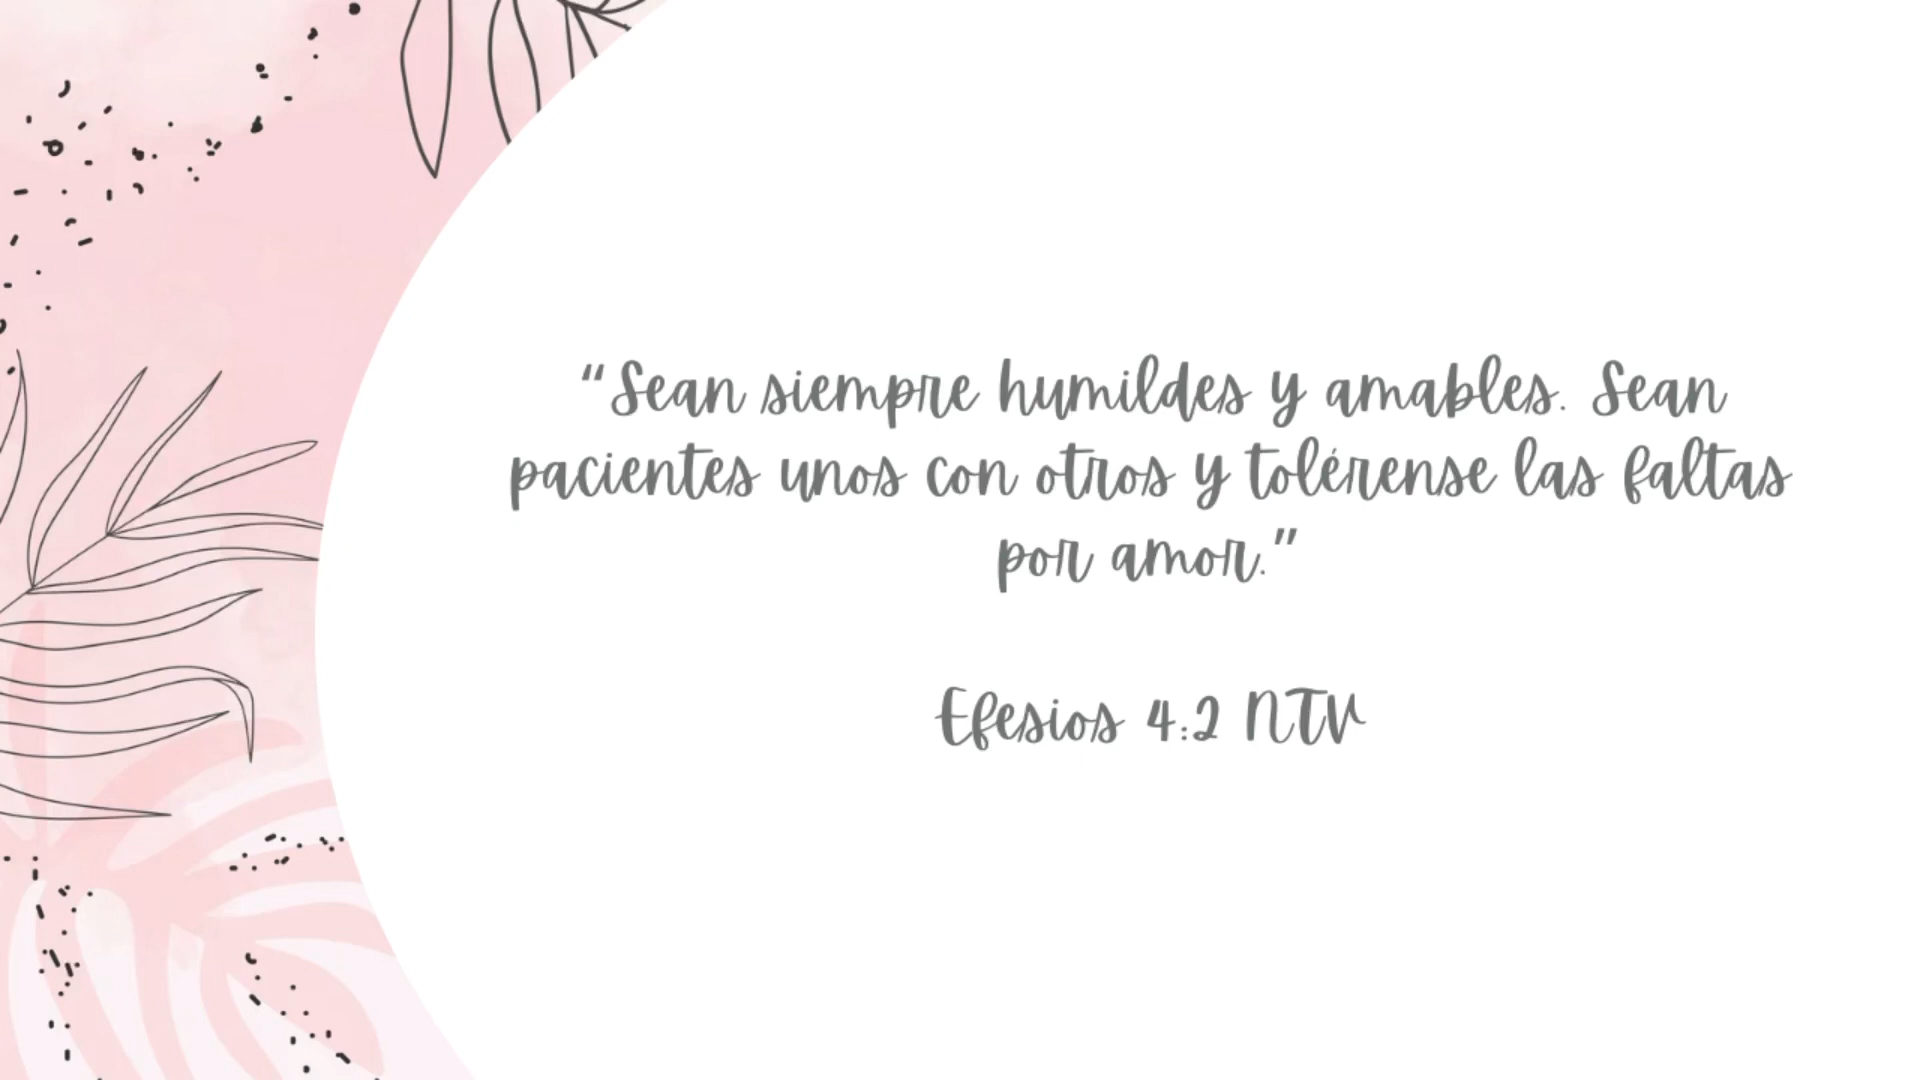 “Sean siempre humildes y amables. Sean
pacientes unos con otros y tolérense las faltas
por amor.”
Efesios 4:2 NTV